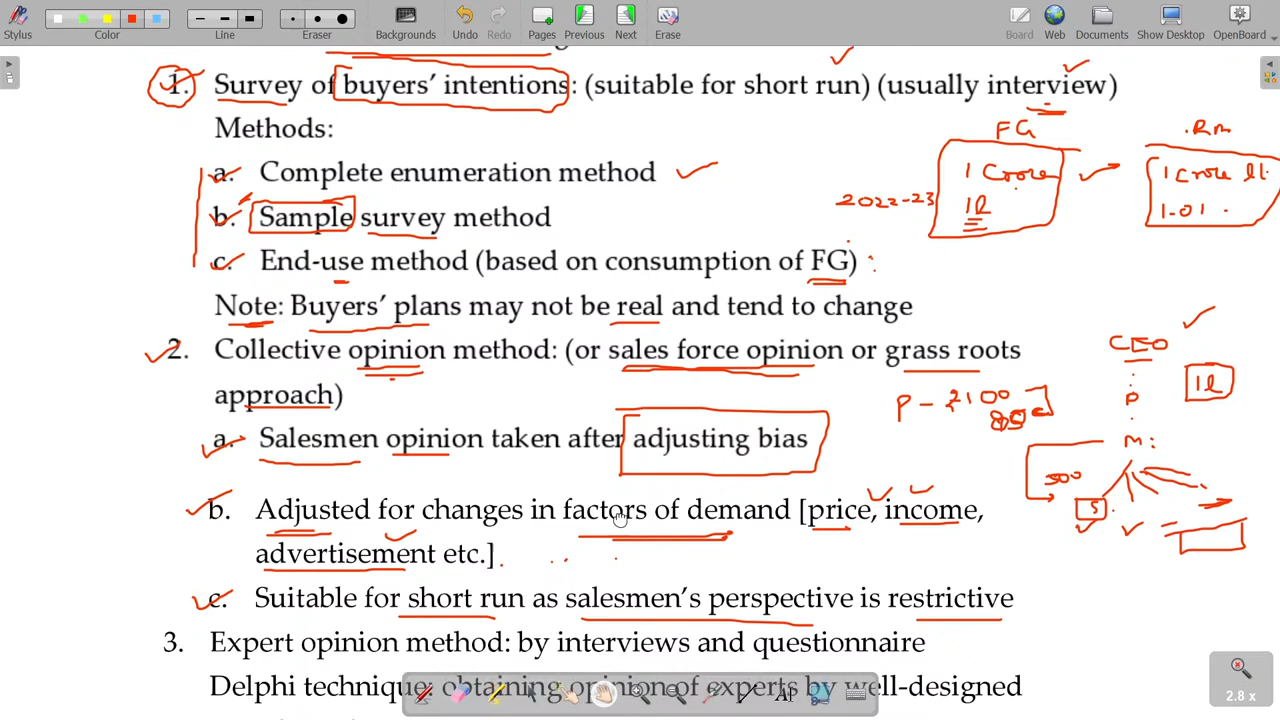 Stylus Color Line Eraser Backgrounds Undo Redo Pages Previous Next Erase Board Web Documents Show Desktop OpenBoard
1. Survey of buyers' intentions: (suitable for short run) (usually interview)
Methods:
FG
Rm
a. Complete enumeration method
1 Crore
1 Crore
2022-23
b. Sample survey method
1.01
c. End-use method (based on consumption of FG)
Note: Buyers' plans may not be real and tend to change
2. Collective opinion method: (or sales force opinion or grass roots
CEO
approach)
P
a. Salesmen opinion taken after adjusting bias
M:
500
b. Adjusted for changes in factors of demand [price, income,
S
advertisement etc.]
c. Suitable for short run as salesmen's perspective is restrictive
3. Expert opinion method: by interviews and questionnaire
Delphi technique: obtaining opinion of experts by well-designed
2.8 x